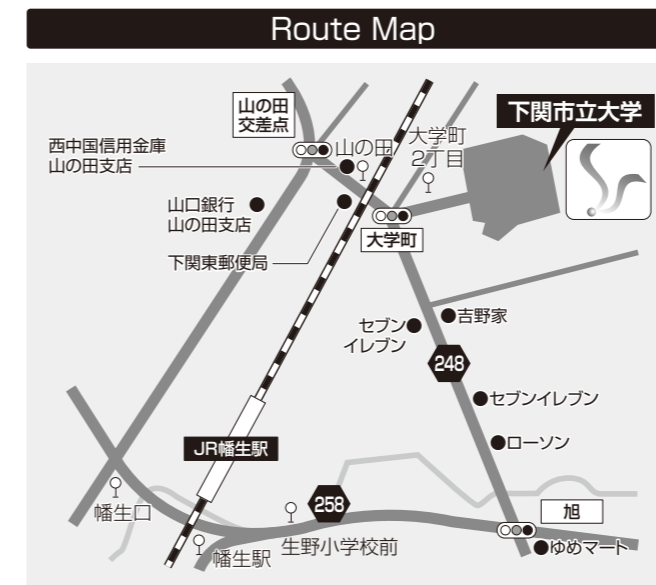 Route Map
山の田
交差点
下関市立大学
西中国信用金庫
山の田支店
山の田
大学町
2丁目
山口銀行
山の田支店
大学町
下関東郵便局
吉野家
セブン
イレブン
248
セブンイレブン
ローソン
JR幡生駅
258
旭
幡生口
幡生駅
生野小学校前
ゆめマート